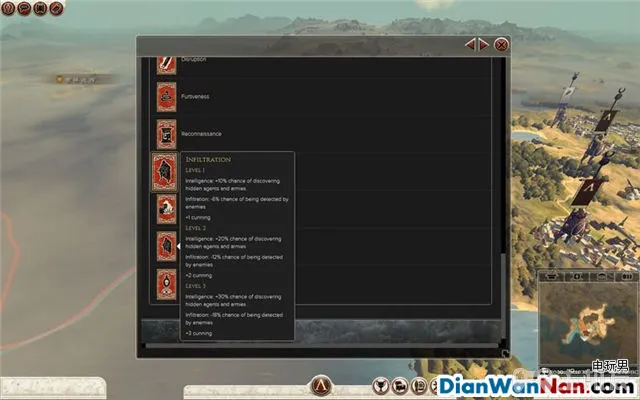 Disruption
Furtiveness
Reconnaissance
INFILTRATION
LEVEL 1
Intelligence: +10% chance of discovering
hidden agents and armies.
Infiltration: -6% chance of being detected by
enemies
+1 cunning
LEVEL 2
Intelligence: +20% chance of discovering
hidden agents and armies
Infiltration: -12% chance of being detected
by enemies
+2 cunning
LEVEL 3
Intelligence: +30% chance of discovering
hidden agents and armies
Infiltration: -18% chance of being detected
by enemies
+3 cunning
电玩男
DianWanNan.com